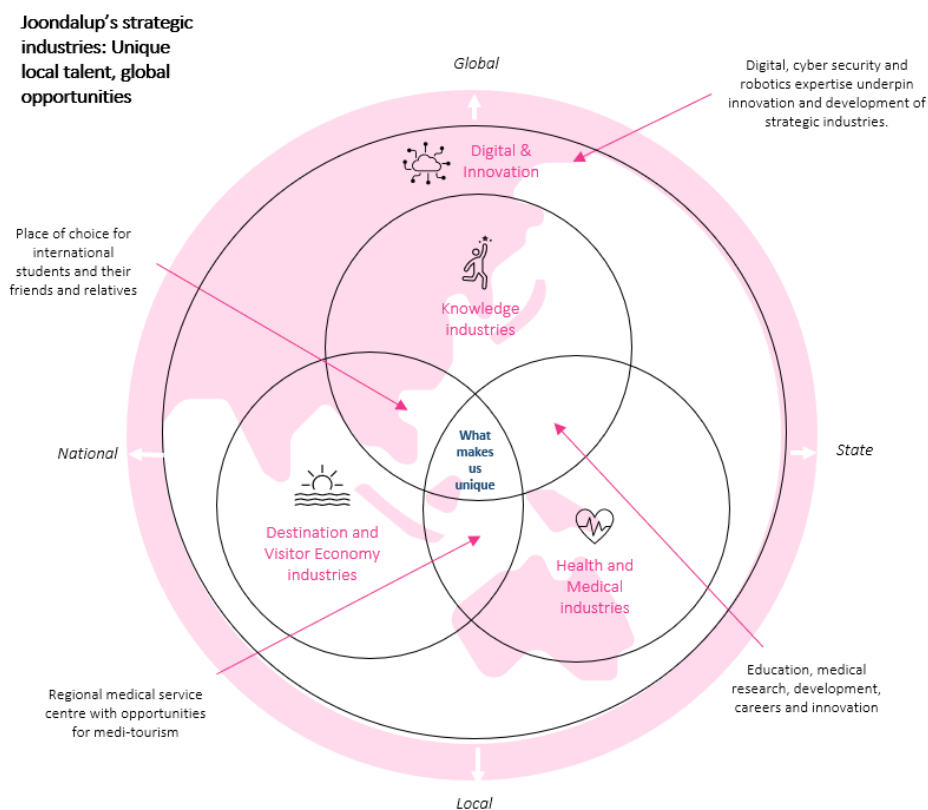 Joondalup's strategic
industries: Unique
local talent, global
opportunities
Global
Digital, cyber security and
robotics expertise underpin
innovation and development of
strategic industries.
Digital &
Innovation
Place of choice for
international
students and their
friends and relatives
Knowledge
industries
What
makes
us
unique
National
State
Destination and
Visitor Economy
industries
Health and
Medical
industries
Regional medical service
centre with opportunities
for medi-tourism
Education, medical
research, development,
careers and innovation
Local